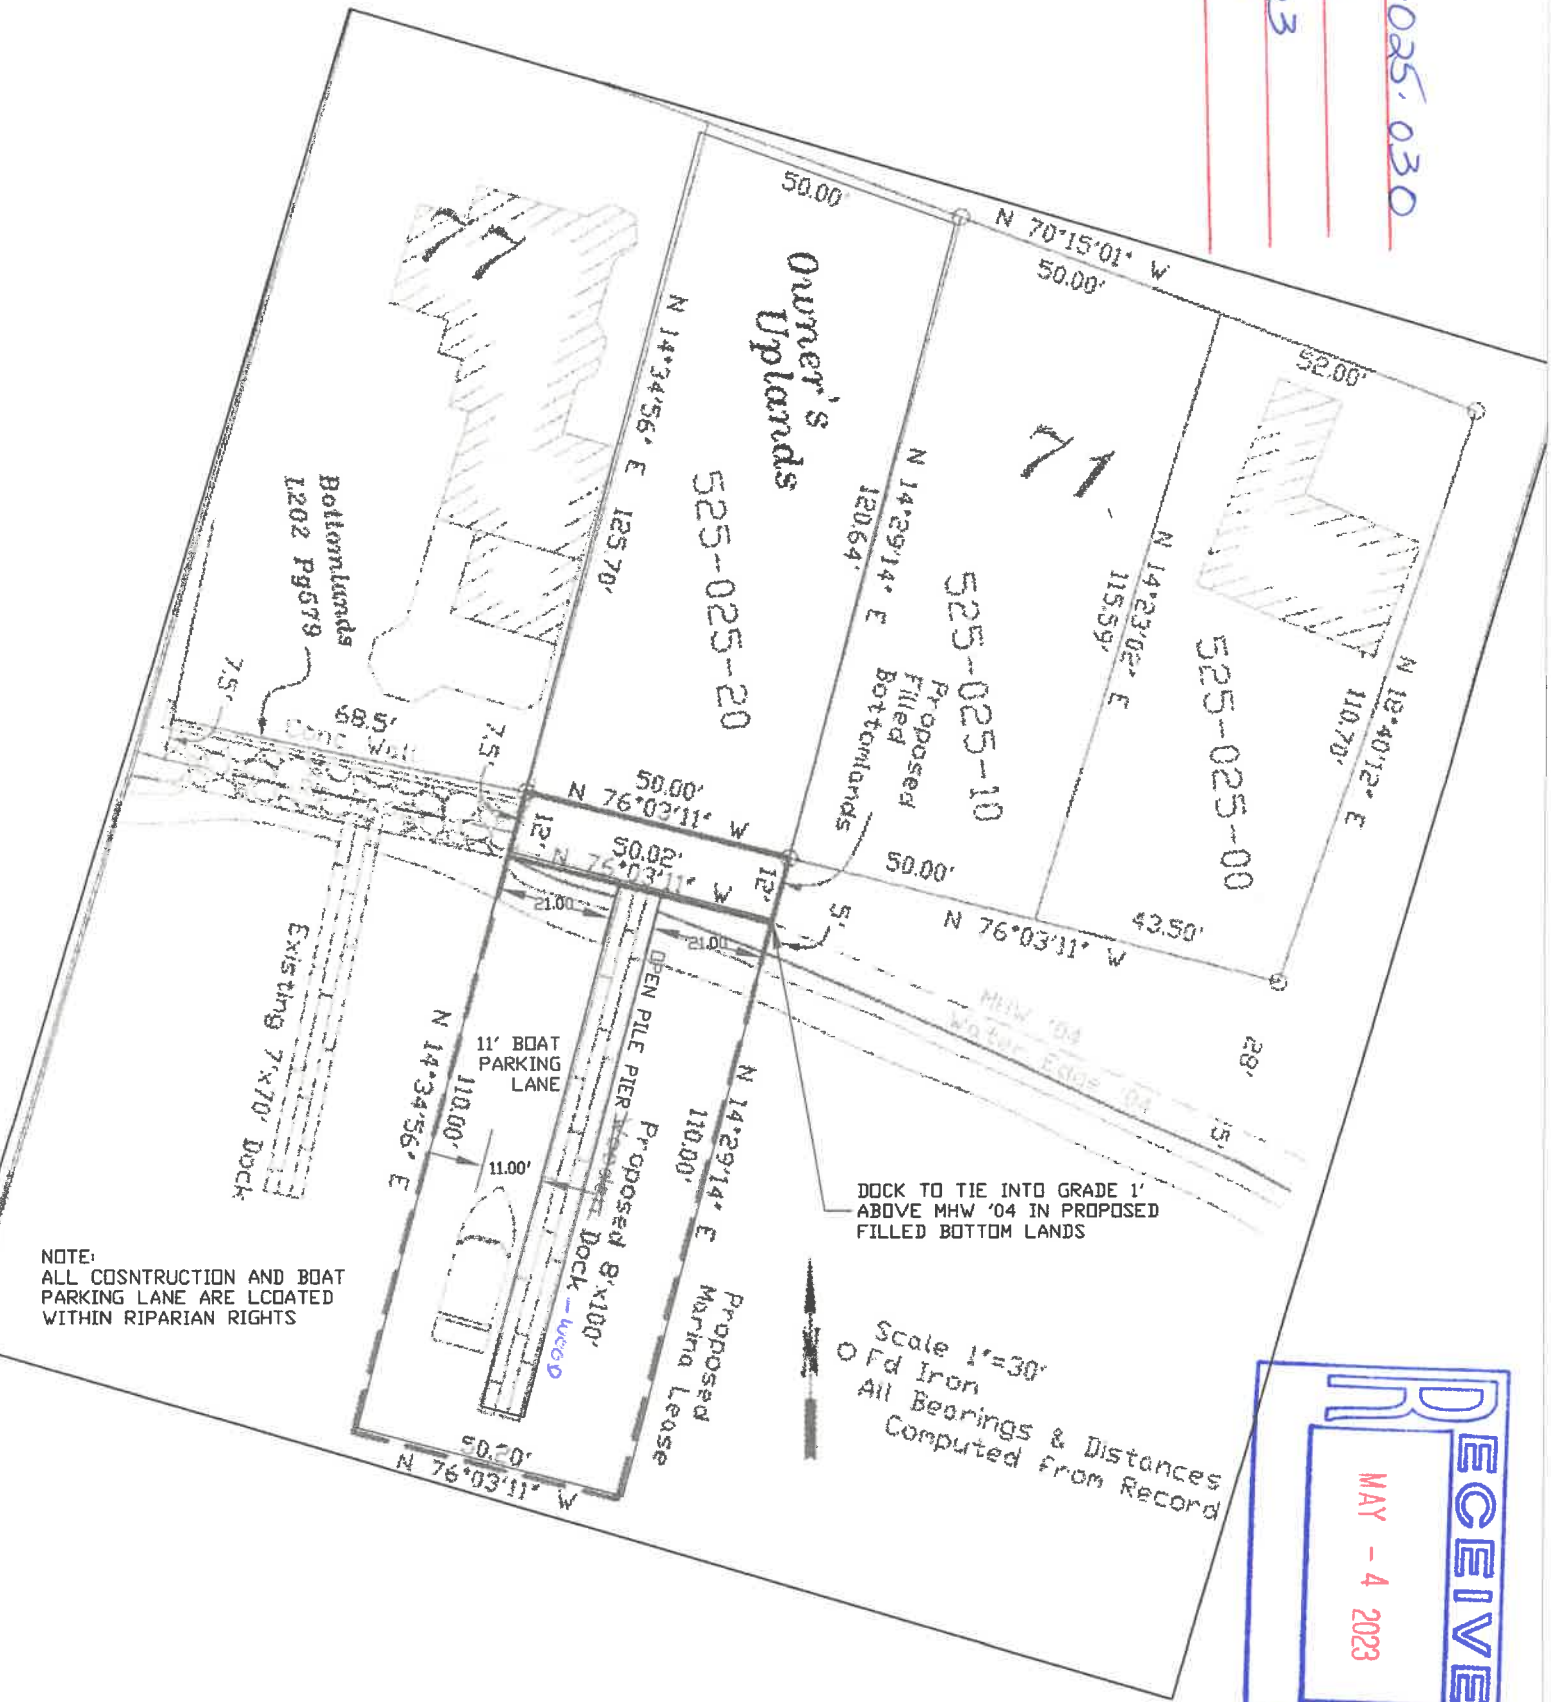 025.030
3
50.00'
N 70°15'01" W
50.00'
52.00'
77
Owner's
Uplands
71
N 14°34'56" E 125.70'
525-025-20
N 14°29'14" E
120.64'
525-025-10
N 14°23'02" E
115.59'
525-025-00
N 18°40'12" E
110.70'
Proposed
Filled
Bottomlands
Bottomlands
L202 Pg579
7.5'
68.5'
Conc Wall
7.5'
50.00'
N 76°03'11" W
12'
50.02'
N 76°03'11" W
12'
5'
50.00'
N 76°03'11" W
43.50'
21.00
21.00
MHW '04
Water Edge '04
28'
15'
Existing 7'x70' Dock
11' BOAT
PARKING
LANE
OPEN PILE PIER
Proposed 8'x100'
Wooden Dock - WOOD
N 14°34'56" E
110.00'
11.00'
N 14°29'14" E
110.00'
Proposed
Marina Lease
50.20'
N 76°03'11" W
DOCK TO TIE INTO GRADE 1'
ABOVE MHW '04 IN PROPOSED
FILLED BOTTOM LANDS
NOTE:
ALL COSNTRUCTION AND BOAT
PARKING LANE ARE LCOATED
WITHIN RIPARIAN RIGHTS
Scale 1"=30'
O Fd Iron
All Bearings & Distances
Computed from Record
RECEIVE
MAY - 4 2023